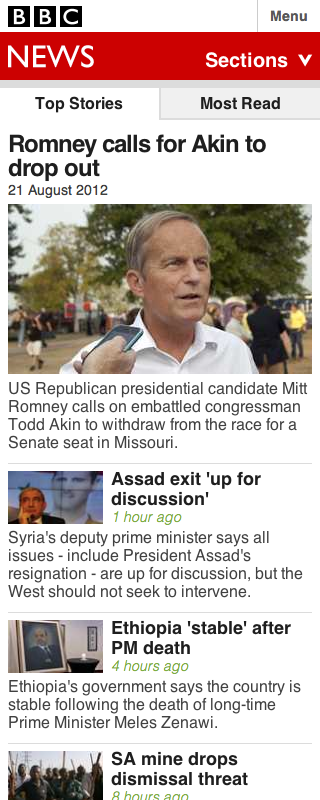 BBC
Menu
NEWS
Sections
Top Stories
Most Read
Romney calls for Akin to
drop out
21 August 2012
US Republican presidential candidate Mitt
Romney calls on embattled congressman
Todd Akin to withdraw from the race for a
Senate seat in Missouri.
Assad exit 'up for
discussion'
1 hour ago
Syria's deputy prime minister says all
issues - include President Assad's
resignation - are up for discussion, but the
West should not seek to intervene.
Ethiopia 'stable' after
PM death
4 hours ago
Ethiopia's government says the country is
stable following the death of long-time
Prime Minister Meles Zenawi.
SA mine drops
dismissal threat
8 hours ago